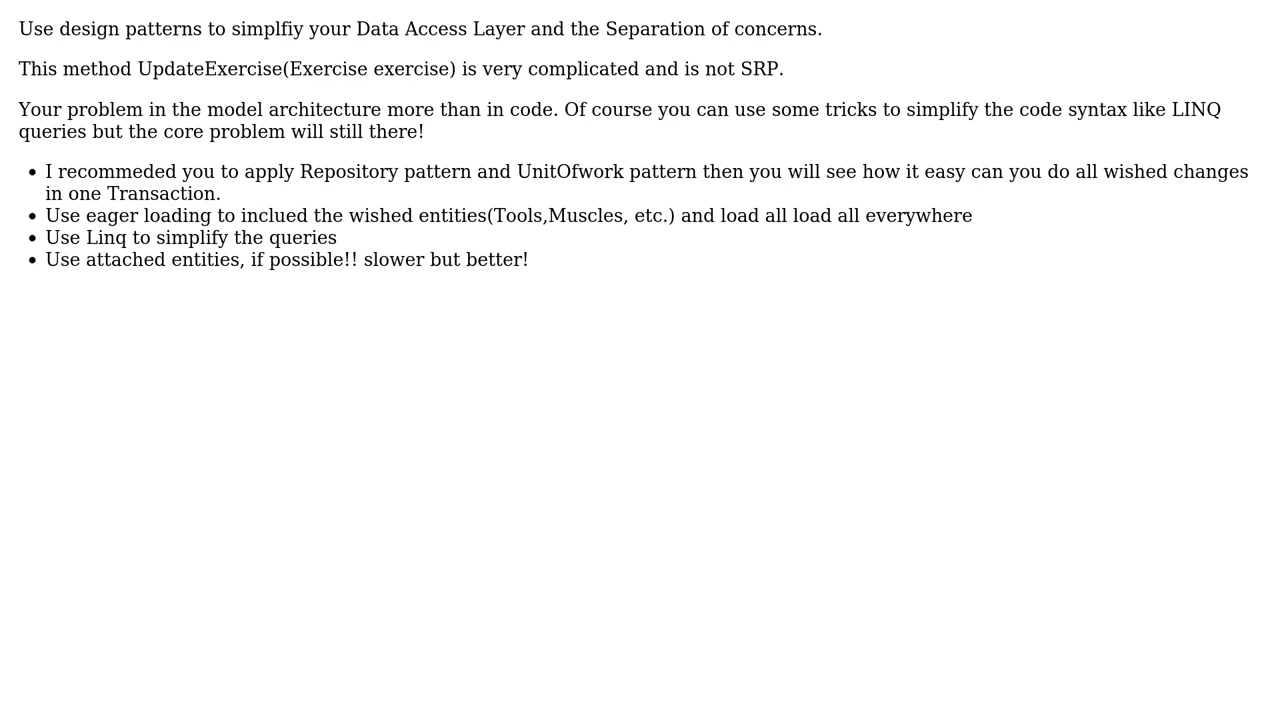 Use design patterns to simplfiy your Data Access Layer and the Separation of concerns.
This method UpdateExercise(Exercise exercise) is very complicated and is not SRP.
Your problem in the model architecture more than in code. Of course you can use some tricks to simplify the code syntax like LINQ
queries but the core problem will still there!
• I recommeded you to apply Repository pattern and UnitOfwork pattern then you will see how it easy can you do all wished changes
in one Transaction.
• Use eager loading to inclued the wished entities(Tools,Muscles, etc.) and load all load all everywhere
• Use Linq to simplify the queries
• Use attached entities, if possible!! slower but better!